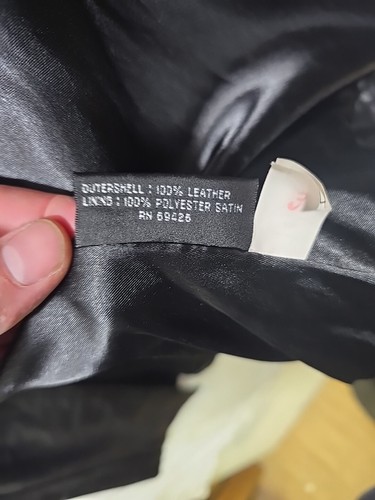 OUTERSHELL : 100% LEATHER
LINING : 100% POLYESTER SATIN
RN 69426